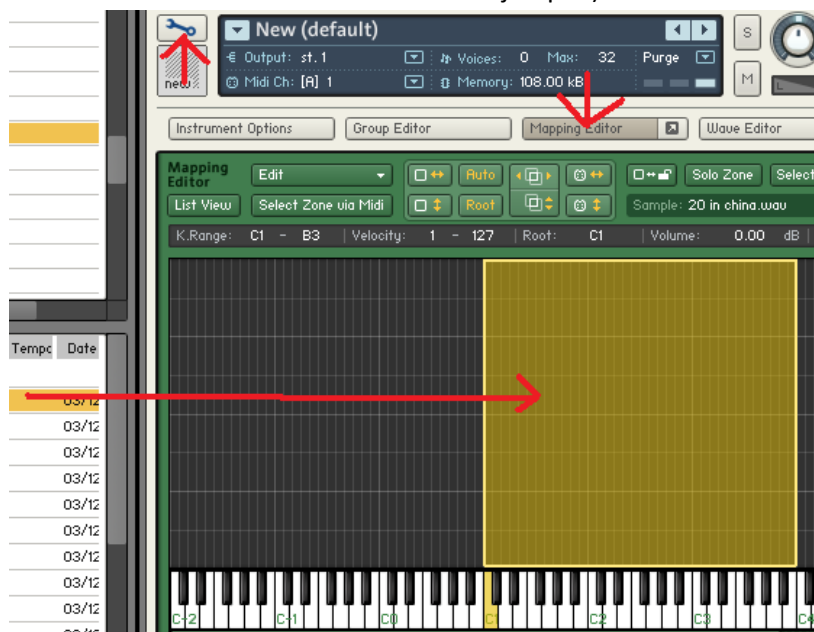 New (default)
S
Output: st.1 Voices: 0 Max: 32 Purge
new
Midi Ch: [A] 1 Memory: 108.00 kB
M
L
Instrument Options Group Editor Mapping Editor Wave Editor
Mapping Editor
Edit Auto Solo Zone Select
List View Select Zone via Midi Root Sample: 20 in china.wav
K.Range: C1 - B3 | Velocity: 1 - 127 | Root: C1 | Volume: 0.00 dB |
Tempo Date
03/12
03/12
03/12
03/12
03/12
03/12
03/12
03/12
03/12
C-2 C-1 C0 C1 C2 C3 C4